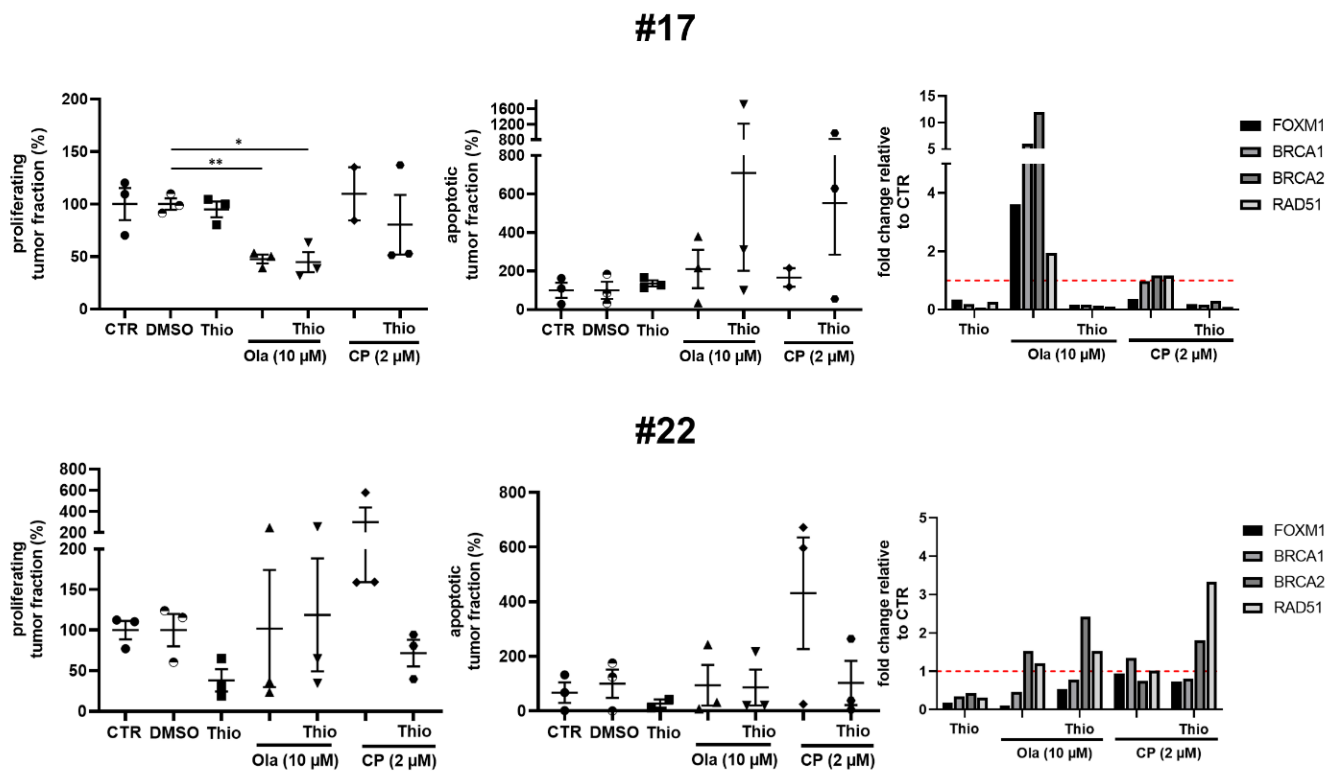 #17
proliferating
tumor fraction (%)
200
150
100
50
0
*
**
CTR DMSO Thio Thio Thio
Ola (10 µM) CP (2 µM)
apoptotic
tumor fraction (%)
1600
1400
1200
1000
800
800
600
400
200
0
CTR DMSO Thio Thio Thio
Ola (10 µM) CP (2 µM)
fold change relative
to CTR
15
10
5
4
2
0
Thio Thio Thio
Ola (10 µM) CP (2 µM)
FOXM1
BRCA1
BRCA2
RAD51
#22
proliferating
tumor fraction (%)
800
600
400
200
200
150
100
50
0
CTR DMSO Thio Thio Thio
Ola (10 µM) CP (2 µM)
apoptotic
tumor fraction (%)
800
600
400
200
0
CTR DMSO Thio Thio Thio
Ola (10 µM) CP (2 µM)
fold change relative
to CTR
5
4
3
2
1
0
Thio Thio Thio
Ola (10 µM) CP (2 µM)
FOXM1
BRCA1
BRCA2
RAD51